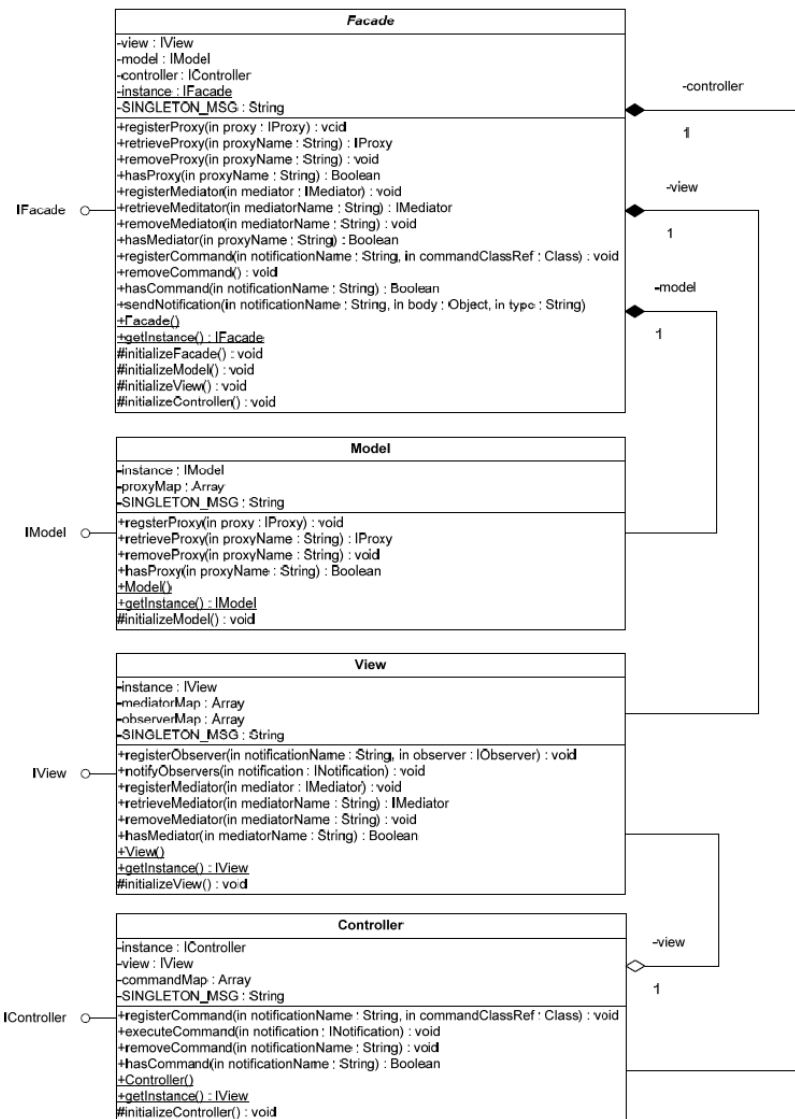 Facade
-view : IView
-model : IModel
-controller : IController
-instance : IFacade
-SINGLETON_MSG : String
-controller
1
+registerProxy(in proxy : IProxy) : void
+retrieveProxy(in proxyName : String) : IProxy
+removeProxy(in proxyName : String) : void
+hasProxy(in proxyName : String) : Boolean
+registerMediator(in mediator : IMediator) : void
-view
IFacade
+retrieveMeditator(in mediatorName : String) : IMediator
+removeMediator(in mediatorName : String) : void
1
+hasMediator(in proxyName : String) : Boolean
+registerCommand(in notificationName : String, in commandClassRef : Class) : void
+removeCommand() : void
-model
+hasCommand(in notificationName : String) : Boolean
+sendNotification(in notificationName : String, in body : Object, in type : String)
+Facade()
1
+getInstance() : IFacade
#initializeFacade() : void
#initializeModel() : void
#initializeView() : void
#initializeController() : void
Model
-instance : IModel
-proxyMap : Array
-SINGLETON_MSG : String
+regsterProxy(in proxy : IProxy) : void
IModel
+retrieveProxy(in proxyName : String) : IProxy
+removeProxy(in proxyName : String) : void
+hasProxy(in proxyName : String) : Boolean
+Model()
+getInstance() : IModel
#initializeModel() : void
View
-instance : IView
-mediatorMap : Array
-observerMap : Array
-SINGLETON_MSG : String
+registerObserver(in notificationName : String, in observer : IObserver) : void
IView
+notifyObservers(in notification : INotification) : void
+registerMediator(in mediator : IMediator) : void
+retrieveMediator(in mediatorName : String) : IMediator
+removeMediator(in mediatorName : String) : void
+hasMediator(in mediatorName : String) : Boolean
+View()
+getInstance() : IView
#initializeView() : void
Controller
-instance : IController
-view : IView
-commandMap : Array
-SINGLETON_MSG : String
-view
1
IController
+registerCommand(in notificationName : String, in commandClassRef : Class) : void
+executeCommand(in notification : INotification) : void
+removeCommand(in notificationName : String) : void
+hasCommand(in notificationName : String) : Boolean
+Controller()
+getInstance() : IView
#initializeController() : void